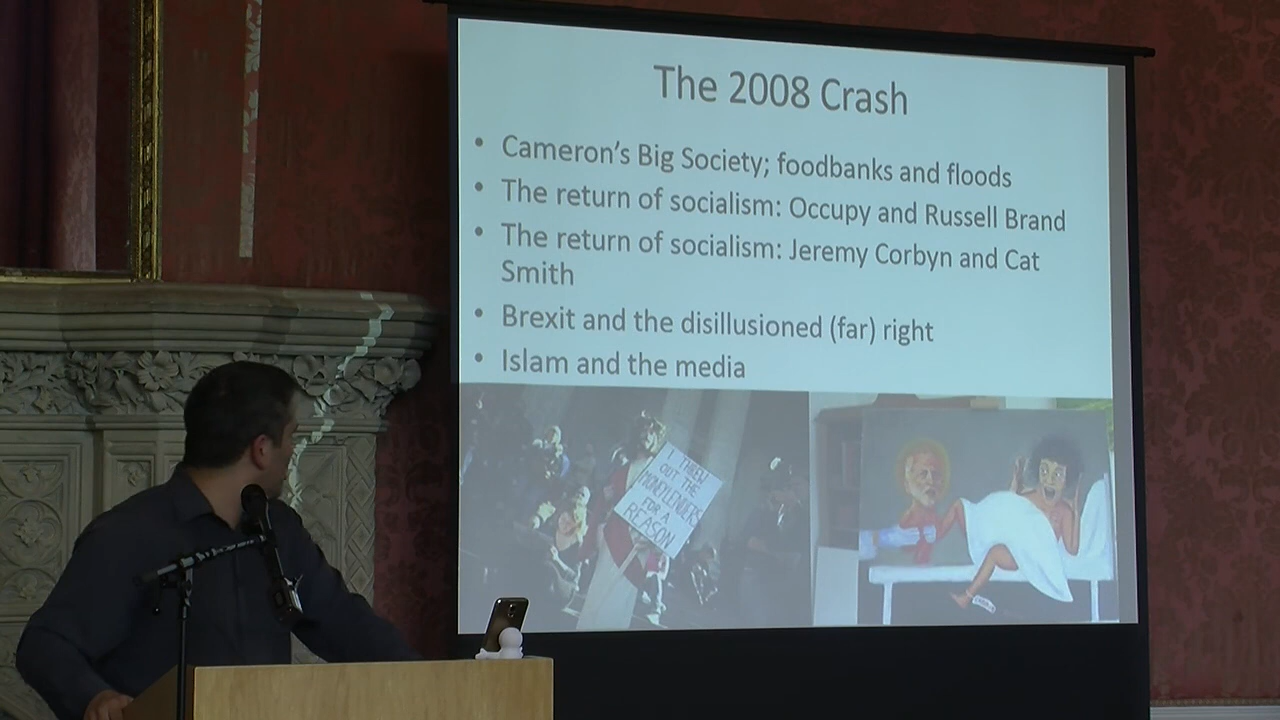 The 2008 Crash
• Cameron's Big Society; foodbanks and floods
• The return of socialism: Occupy and Russell Brand
• The return of socialism: Jeremy Corbyn and Cat
Smith
• Brexit and the disillusioned (far) right
• Islam and the media
I THREW
OUT THE
MONEYLENDERS
FOR A
REASON